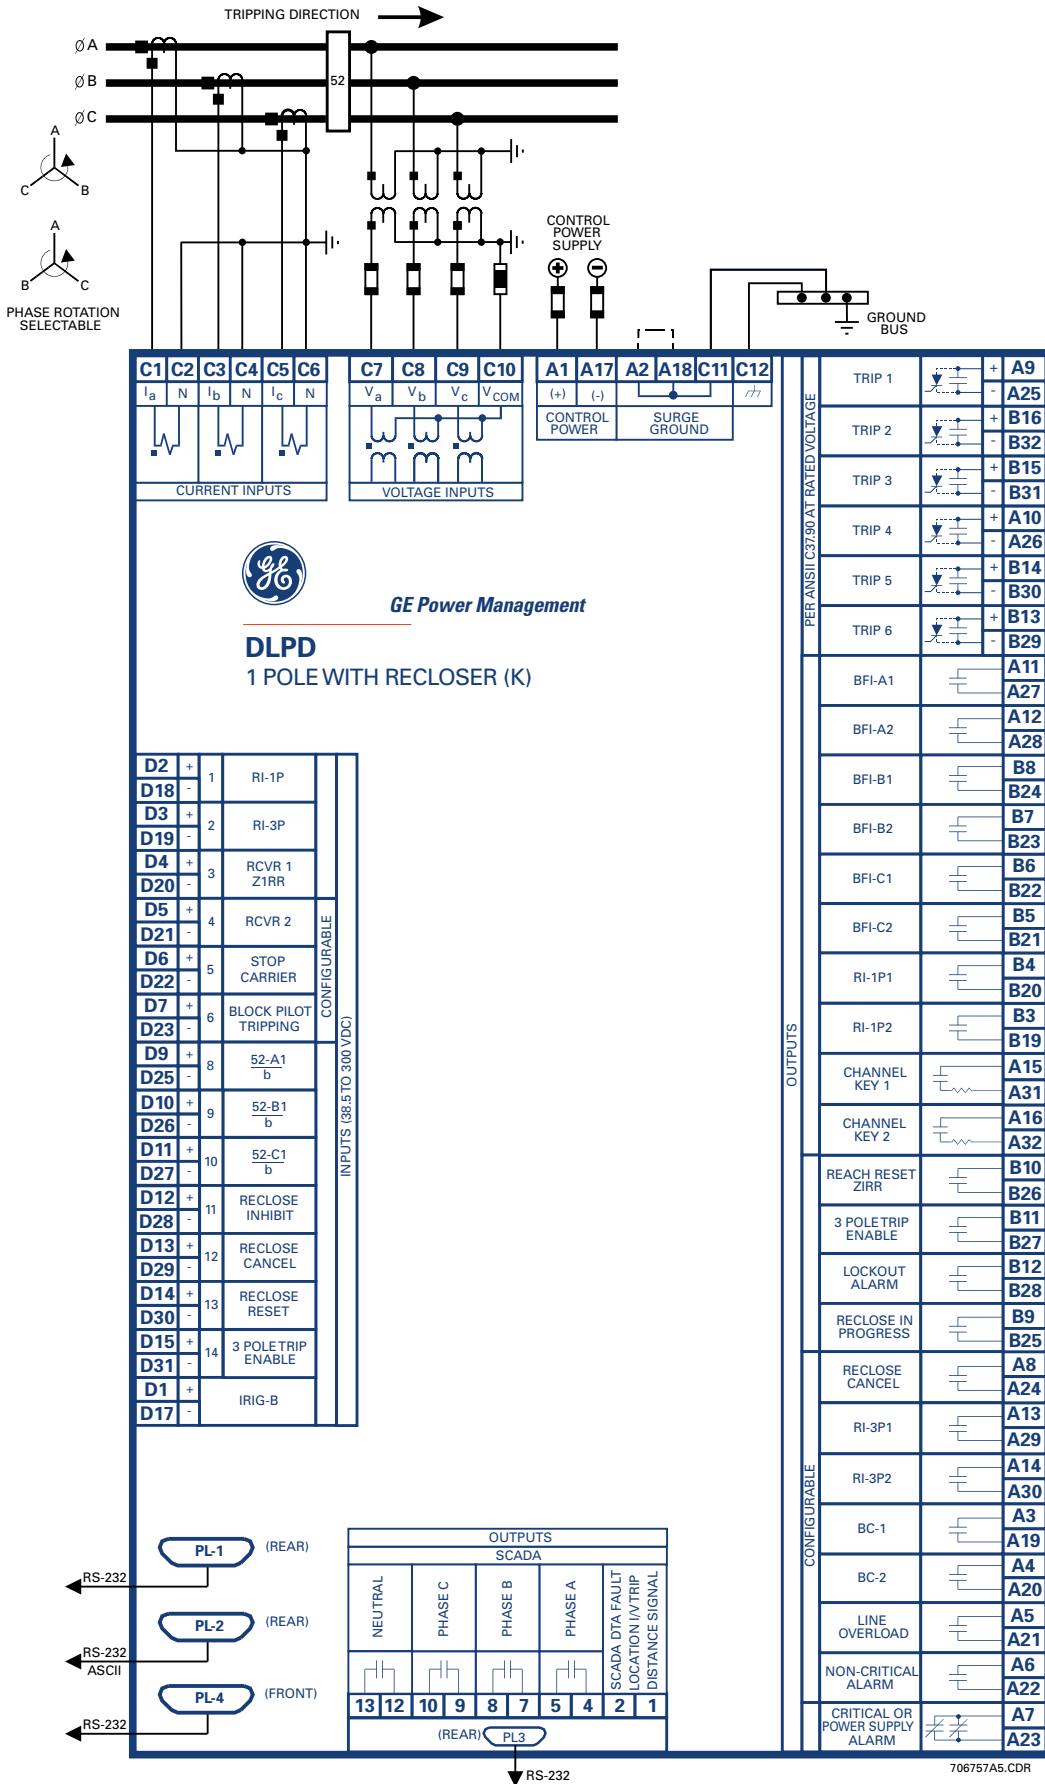 TRIPPING DIRECTION
ØA
ØB
ØC
52
A
C
B
A
B
C
PHASE ROTATION
SELECTABLE
CONTROL
POWER
SUPPLY
+
-
GROUND
BUS
C1 C2 C3 C4 C5 C6
Ia N Ib N Ic N
CURRENT INPUTS
C7 C8 C9 C10
Va Vb Vc VCOM
VOLTAGE INPUTS
A1 A17 A2 A18 C11 C12
(+) (-)
CONTROL
POWER
SURGE
GROUND
GE
GE Power Management
DLPD
1 POLE WITH RECLOSER (K)
D2 + 1 RI-1P
D18 -
D3 + 2 RI-3P
D19 -
D4 + 3 RCVR 1
D20 - Z1RR
D5 + 4 RCVR 2
D21 -
D6 + 5 STOP
D22 - CARRIER
D7 + 6 BLOCK PILOT
D23 - TRIPPING
D9 + 8 52-A1
D25 - b
D10 + 9 52-B1
D26 - b
D11 + 10 52-C1
D27 - b
D12 + 11 RECLOSE
D28 - INHIBIT
D13 + 12 RECLOSE
D29 - CANCEL
D14 + 13 RECLOSE
D30 - RESET
D15 + 14 3 POLE TRIP
D31 - ENABLE
D1 + IRIG-B
D17 -
CONFIGURABLE
INPUTS (38.5 TO 300 VDC)
PER ANSII C37.90 AT RATED VOLTAGE
OUTPUTS
CONFIGURABLE
TRIP 1 + A9
- A25
TRIP 2 + B16
- B32
TRIP 3 + B15
- B31
TRIP 4 + A10
- A26
TRIP 5 + B14
- B30
TRIP 6 + B13
- B29
BFI-A1 A11
A27
BFI-A2 A12
A28
BFI-B1 B8
B24
BFI-B2 B7
B23
BFI-C1 B6
B22
BFI-C2 B5
B21
RI-1P1 B4
B20
RI-1P2 B3
B19
CHANNEL A15
KEY 1 A31
CHANNEL A16
KEY 2 A32
REACH RESET B10
ZIRR B26
3 POLE TRIP B11
ENABLE B27
LOCKOUT B12
ALARM B28
RECLOSE IN B9
PROGRESS B25
RECLOSE A8
CANCEL A24
RI-3P1 A13
A29
RI-3P2 A14
A30
BC-1 A3
A19
BC-2 A4
A20
LINE A5
OVERLOAD A21
NON-CRITICAL A6
ALARM A22
CRITICAL OR A7
POWER SUPPLY
ALARM A23
PL-1 (REAR)
RS-232
PL-2 (REAR)
RS-232
ASCII
PL-4 (FRONT)
RS-232
OUTPUTS
SCADA
NEUTRAL
PHASE C
PHASE B
PHASE A
SCADA DTA FAULT
LOCATION I/V TRIP
DISTANCE SIGNAL
13 12 10 9 8 7 5 4 2 1
(REAR) PL3
RS-232
706757A5.CDR